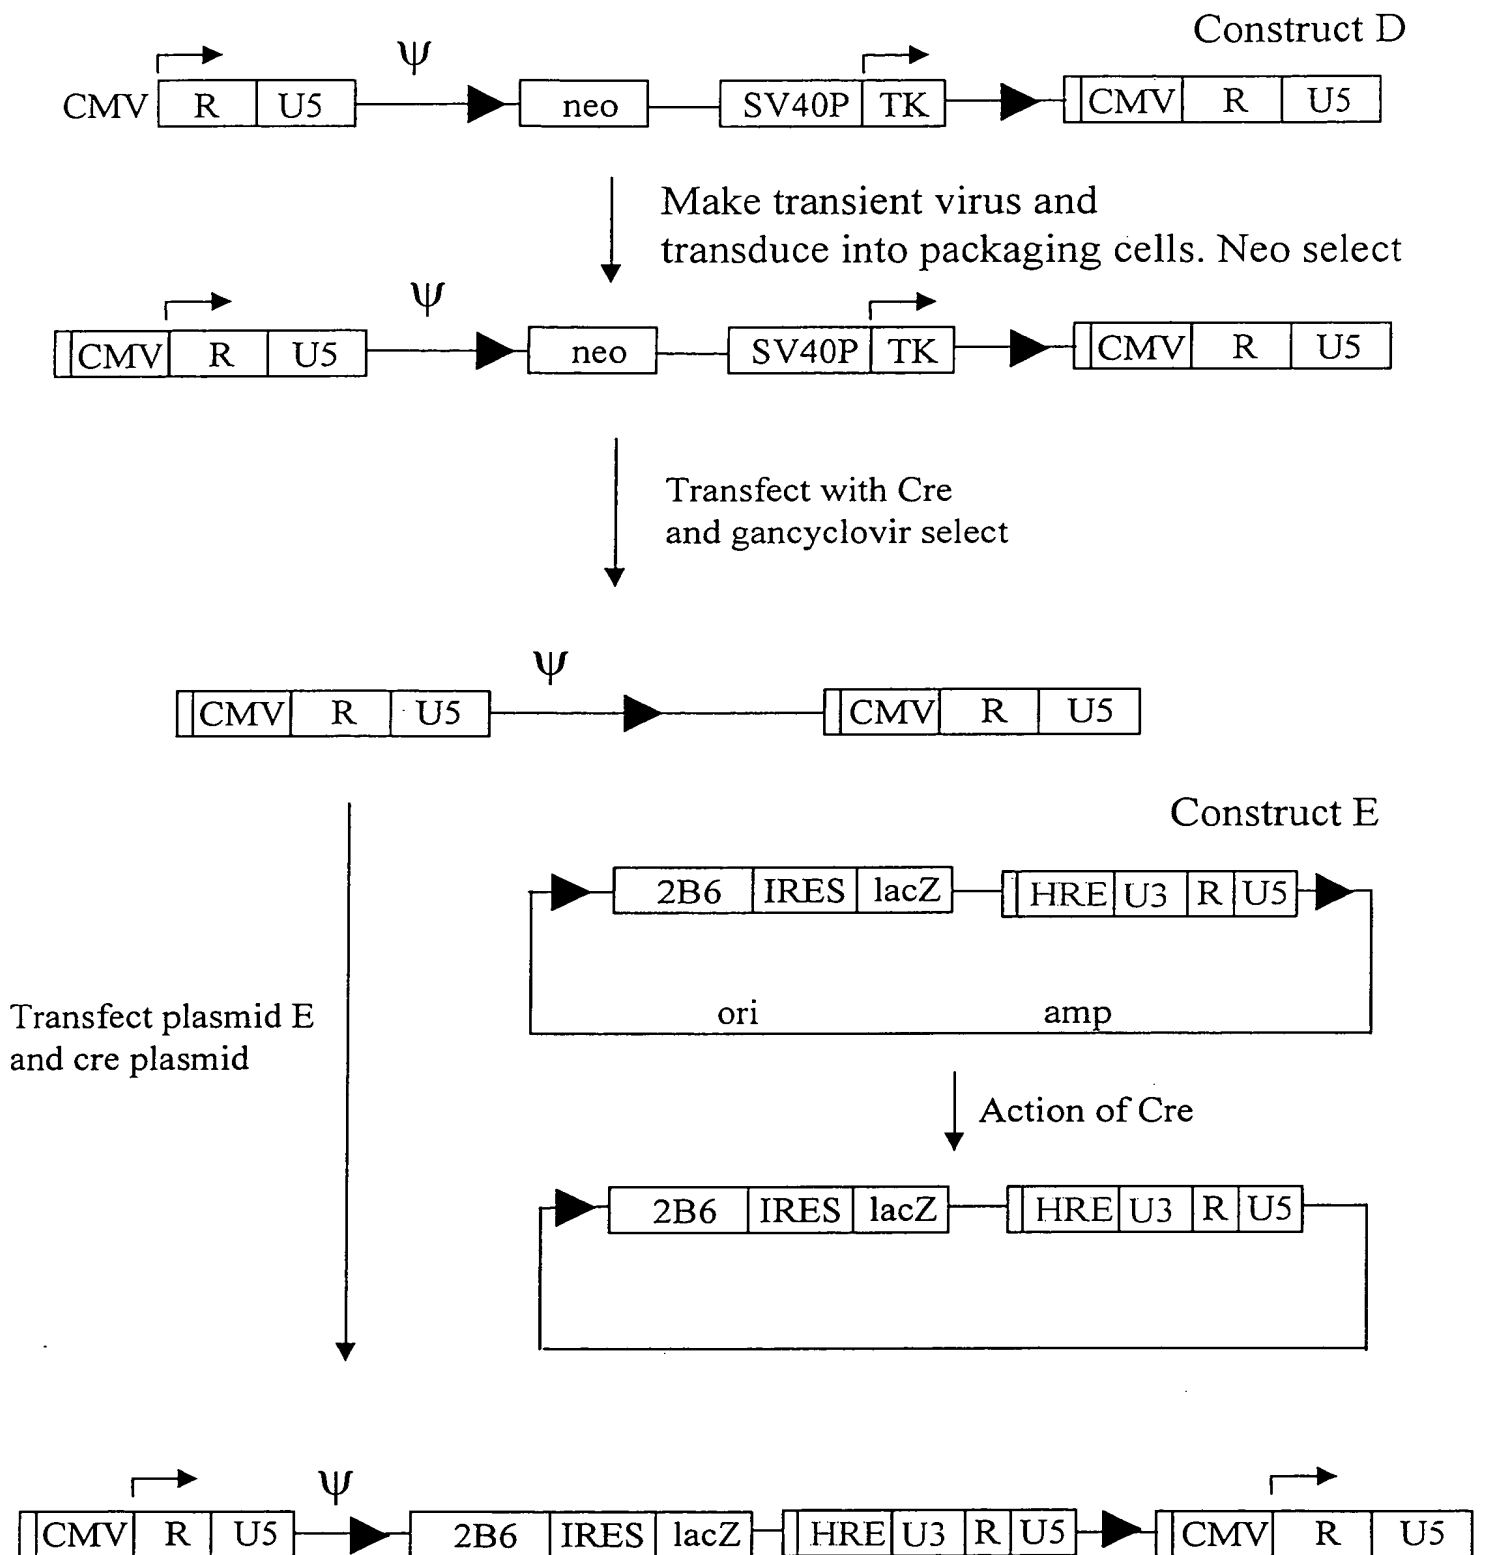 Construct D
ψ
CMV R U5 neo SV40P TK CMV R U5
Make transient virus and
transduce into packaging cells. Neo select
ψ
CMV R U5 neo SV40P TK CMV R U5
Transfect with Cre
and gancyclovir select
ψ
CMV R U5 CMV R U5
Construct E
2B6 IRES lacZ HRE U3 R U5
ori amp
Transfect plasmid E
and cre plasmid
Action of Cre
2B6 IRES lacZ HRE U3 R U5
ψ
CMV R U5 2B6 IRES lacZ HRE U3 R U5 CMV R U5